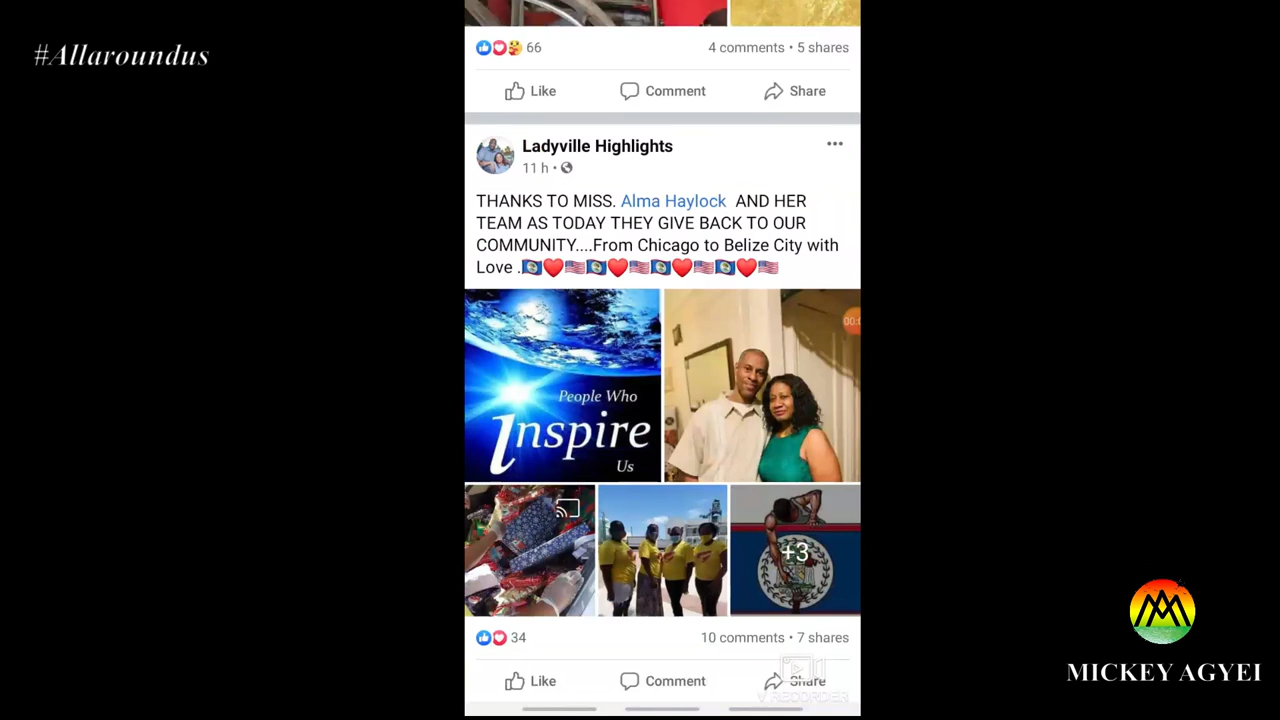 #Allaroundus
66
4 comments • 5 shares
Like
Comment
Share
Ladyville Highlights
11 h •
THANKS TO MISS. Alma Haylock AND HER
TEAM AS TODAY THEY GIVE BACK TO OUR
COMMUNITY....From Chicago to Belize City with
Love .
People Who
Inspire
Us
+3
34
10 comments • 7 shares
Like
Comment
Share
RECORDER
MICKEY AGYEI